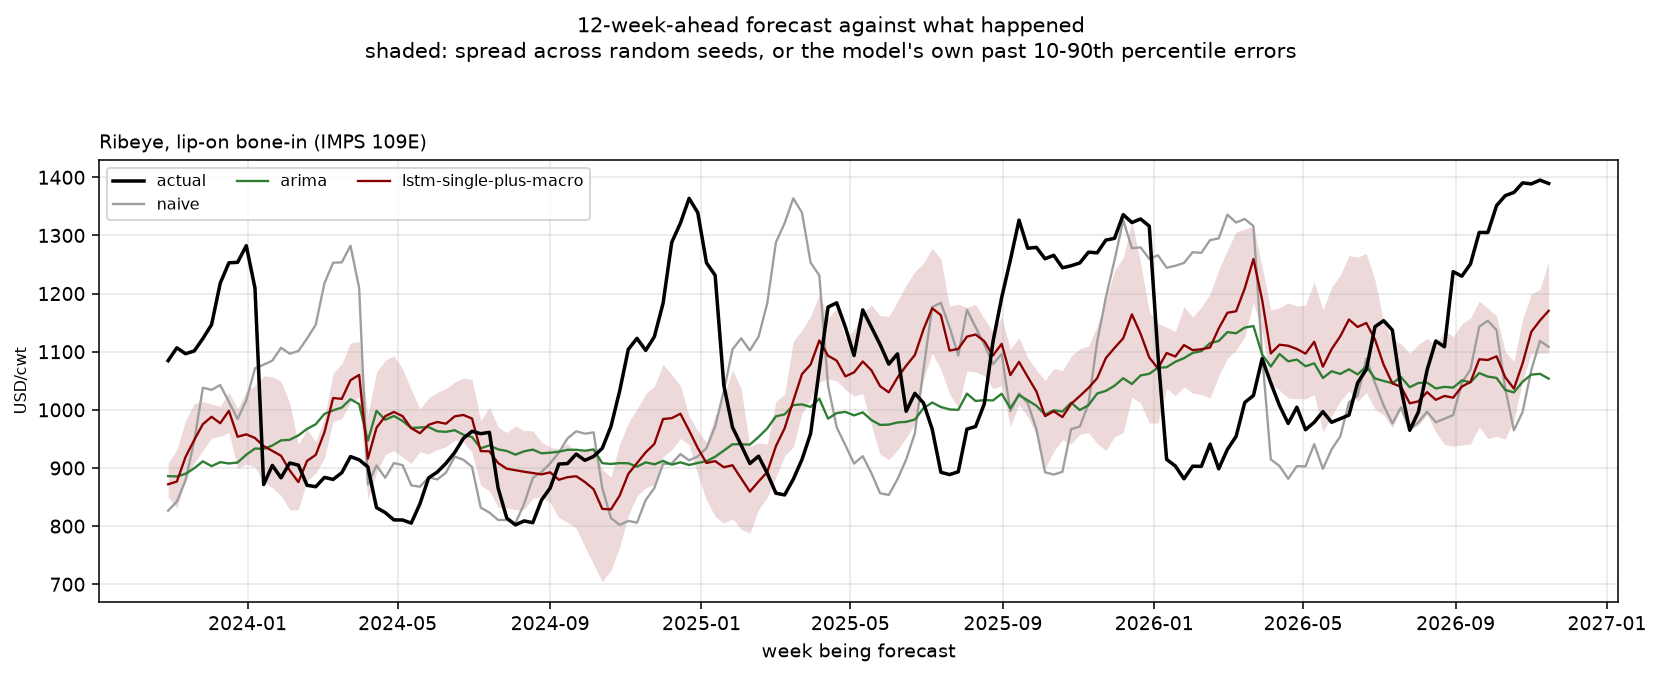 12-week-ahead forecast against what happened
shaded: spread across random seeds, or the model's own past 10-90th percentile errors
Ribeye, lip-on bone-in (IMPS 109E)
actual arima lstm-single-plus-macro
naive
1400
1300
1200
1100
1000
900
800
700
USD/cwt
2024-01 2024-05 2024-09 2025-01 2025-05 2025-09 2026-01 2026-05 2026-09 2027-01
week being forecast